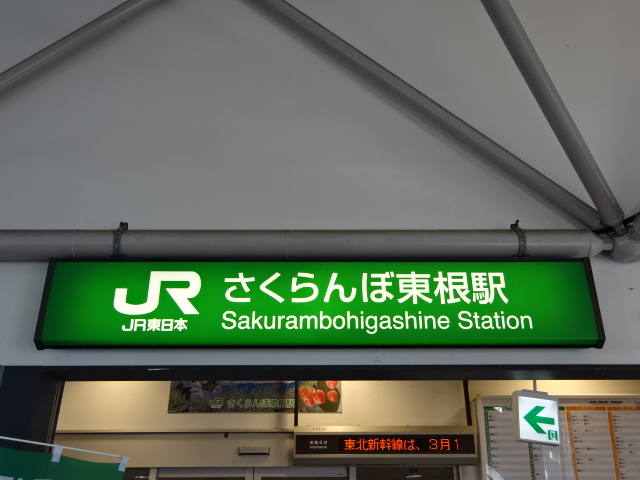 JR さくらんぼ東根駅
JR東日本 Sakurambohigashine Station
JR さくらんぼ東根駅
東北新幹線は、3月1